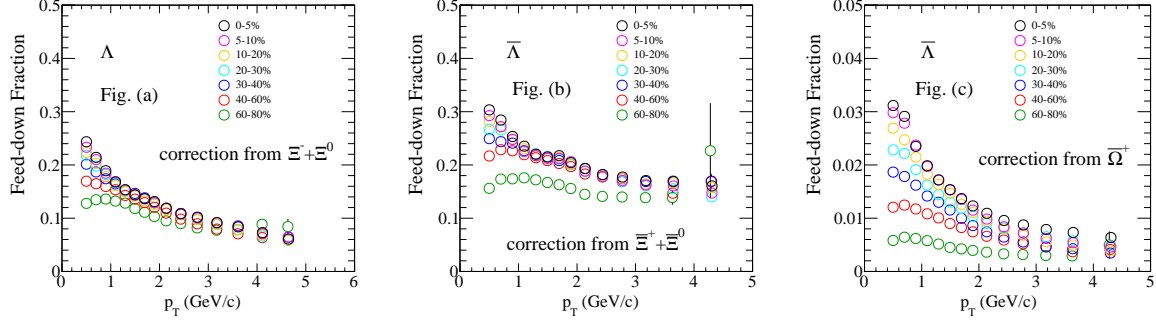 0.5
0.4
0.3
0.2
0.1
0
Feed-down Fraction
Λ
Fig. (a)
0-5%
5-10%
10-20%
20-30%
30-40%
40-60%
60-80%
correction from Ξ⁻+Ξ⁰
0 1 2 3 4 5 6
p_T (GeV/c)
0.5
0.4
0.3
0.2
0.1
0
Feed-down Fraction
Λ̅
Fig. (b)
0-5%
5-10%
10-20%
20-30%
30-40%
40-60%
60-80%
correction from Ξ̅⁺+Ξ̅⁰
0 1 2 3 4 5
p_T (GeV/c)
0.05
0.04
0.03
0.02
0.01
0
Feed-down Fraction
Λ̅
Fig. (c)
0-5%
5-10%
10-20%
20-30%
30-40%
40-60%
60-80%
correction from Ω̅⁺
0 1 2 3 4 5
p_T (GeV/c)